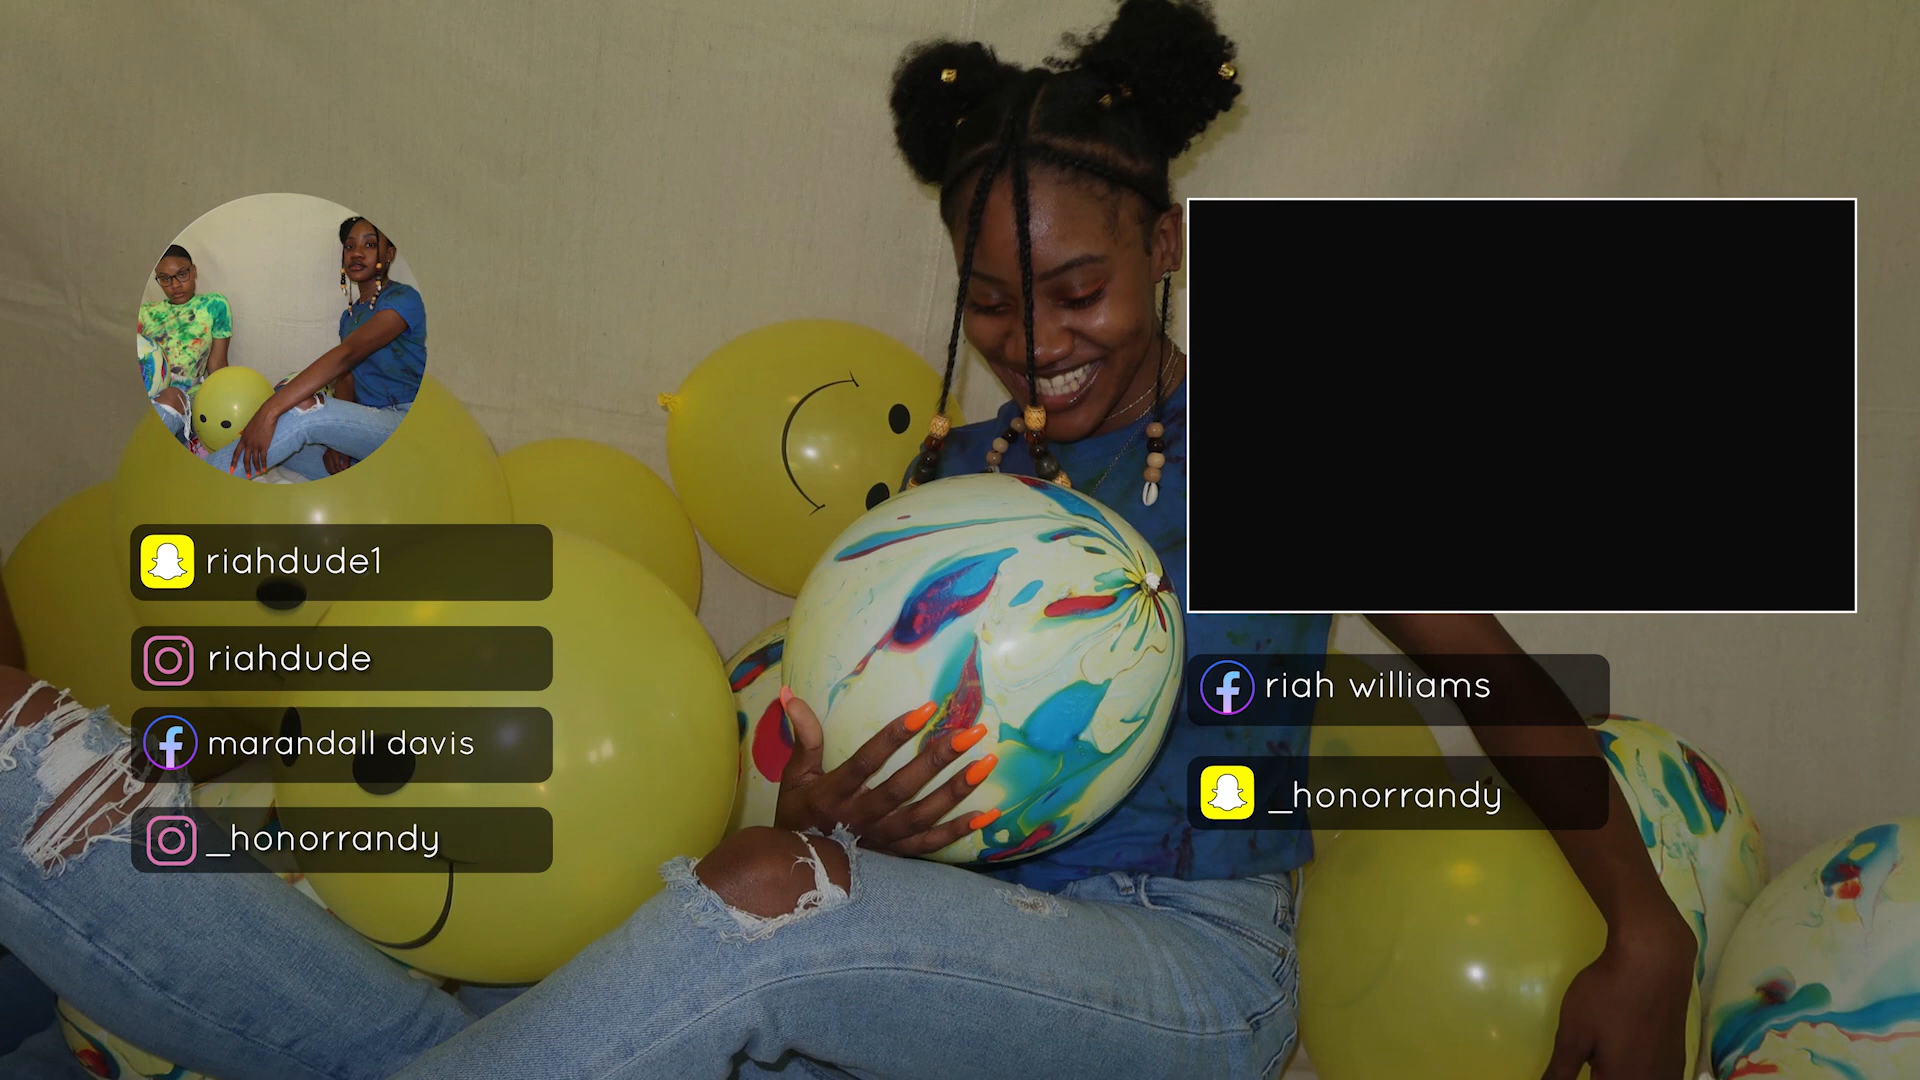 riahdude1
riahdude
marandall davis
_honorrandy
riah williams
_honorrandy